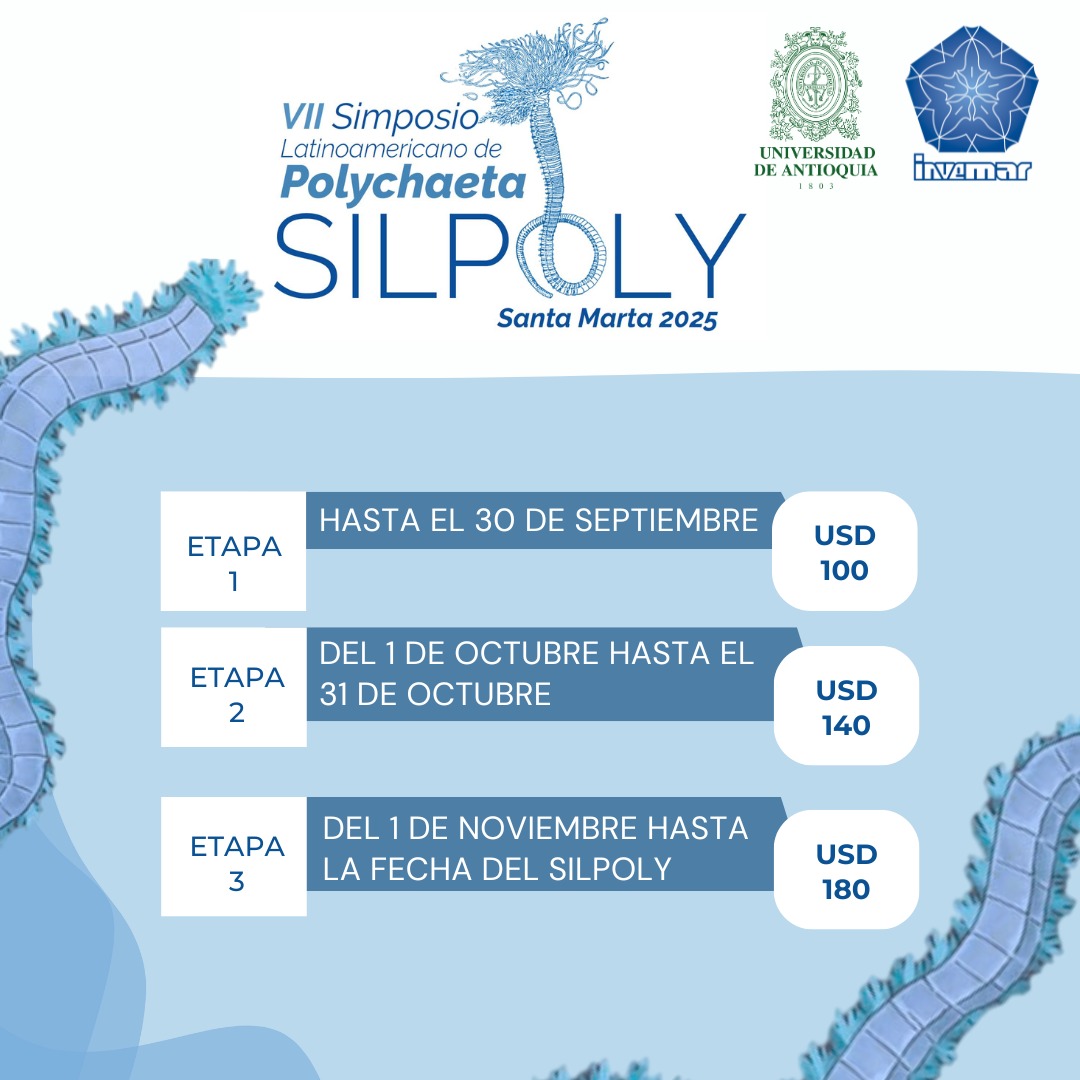 VII Simposio
Latinoamericano de
Polychaeta
SILPOLY
Santa Marta 2025
UNIVERSIDAD
DE ANTIOQUIA
1803
invemar
ETAPA
1
HASTA EL 30 DE SEPTIEMBRE
USD
100
ETAPA
2
DEL 1 DE OCTUBRE HASTA EL
31 DE OCTUBRE
USD
140
ETAPA
3
DEL 1 DE NOVIEMBRE HASTA
LA FECHA DEL SILPOLY
USD
180